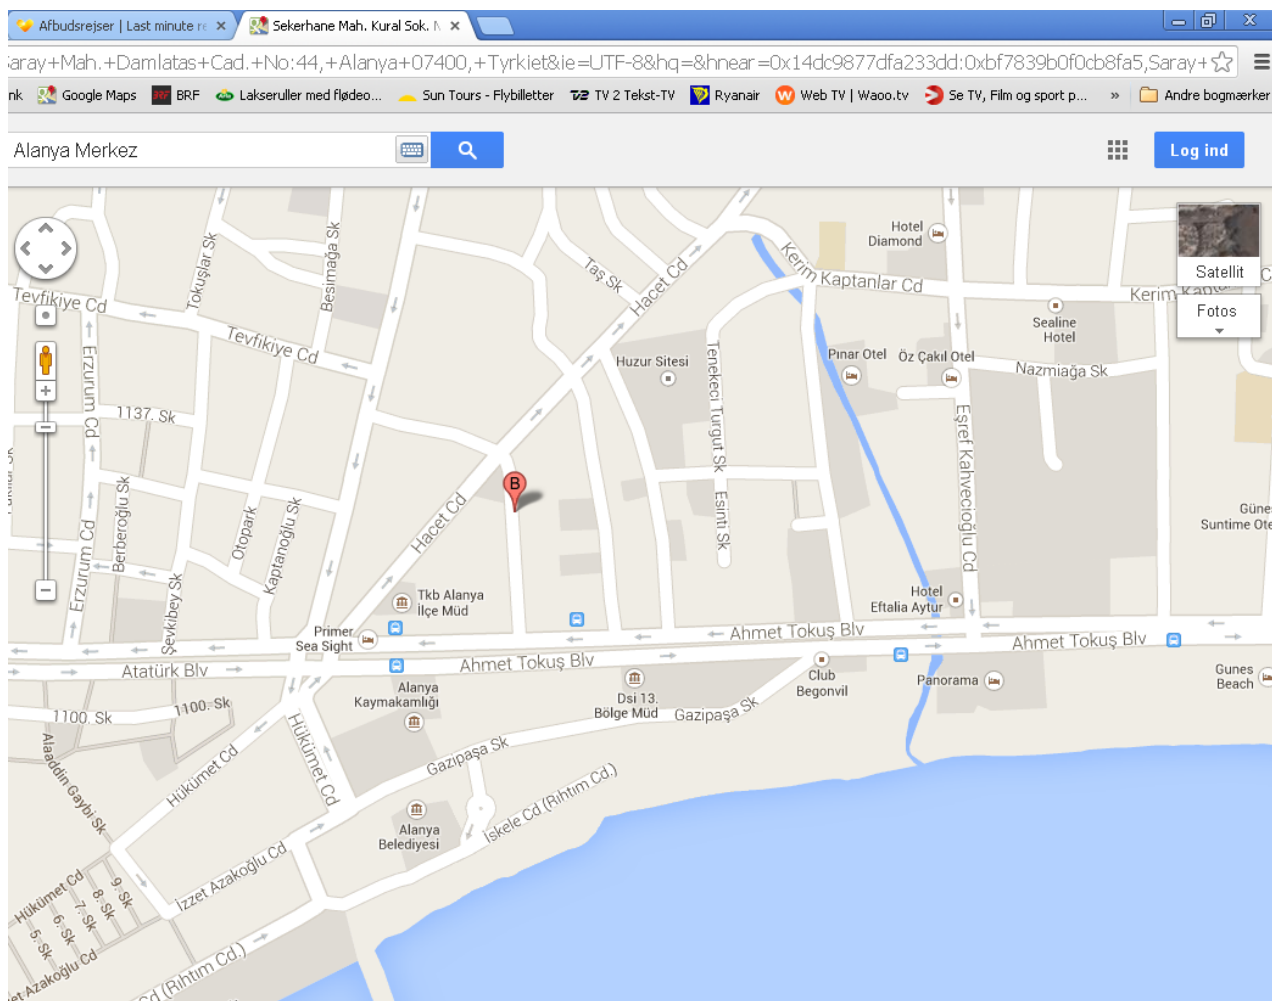 Afbudsrejser | Last minute re
Sekerhane Mah. Kural Sok. N
Saray+Mah.+Damlatas+Cad.+No:44,+Alanya+07400,+Tyrkiet&ie=UTF-8&hq=&hnear=0x14dc9877dfa233dd:0xbf7839b0f0cb8fa5,Saray+
nk
Google Maps
BRF
Lakseruller med flødeo...
Sun Tours - Flybilletter
TV 2 Tekst-TV
Ryanair
Web TV | Waoo.tv
Se TV, Film og sport p...
»
Andre bogmærker
Alanya Merkez
Log ind
Satellit
Fotos
Hotel
Diamond
Kerim Kaptanlar Cd
Kerim Kapta
Sealine
Hotel
Tokuşlar Sk
Besimağa Sk
Taş Sk
Hacet Cd
Tevfikiye Cd
Tevfikiye Cd
Erzurum Cd
1137. Sk
Huzur Sitesi
Tenekeci Turgut Sk
Pınar Otel
Öz Çakıl Otel
Nazmiağa Sk
Eşref Kahvecioğlu Cd
B
Hacet Cd
Esinti Sk
Güneş
Suntime Ote
Berberoğlu Sk
Otopark
Kaptanoğlu Sk
Erzurum Cd
Şevkibey Sk
Tkb Alanya
İlçe Müd
Hotel
Eftalia Aytur
Primer
Sea Sight
Ahmet Tokuş Blv
Ahmet Tokuş Blv
Atatürk Blv
Ahmet Tokuş Blv
Alanya
Kaymakamlığı
Dsi 13.
Bölge Müd
Club
Begonvil
Panorama
Gunes
Beach
1100. Sk
1100. Sk
Gazipaşa Sk
Gazipaşa Sk
Alaaddin Gaybi Sk
Hükümet Cd
Hükümet Cd
İskele Cd (Rıhtım Cd.)
Alanya
Belediyesi
İzzet Azakoğlu Cd
Hükümet Cd
9. Sk
8. Sk
7. Sk
6. Sk
5. Sk
et Azakoğlu Cd
Cd (Rıhtım Cd.)